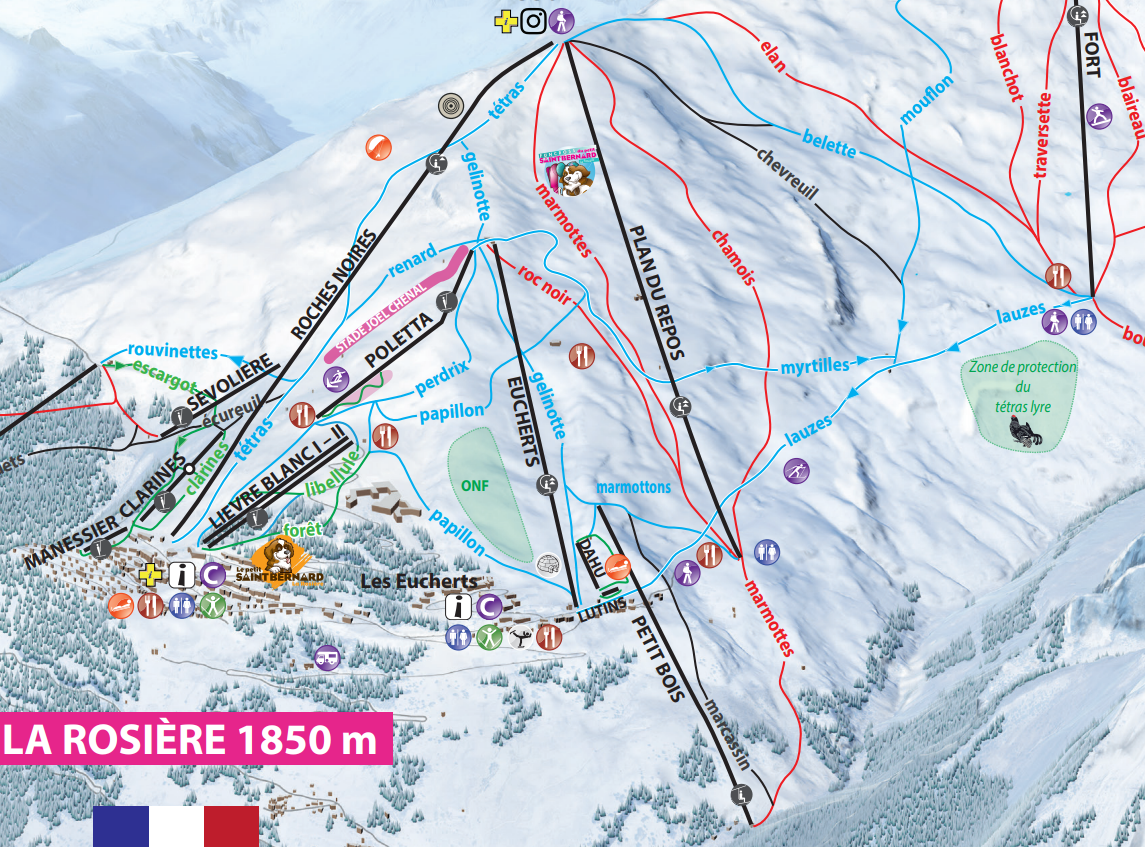 FORT
elan
blanchot
blaireau
mouflon
traversette
tétras
belette
gelinotte
chevreuil
SAINTBERNARD
marmottes
PLAN DU REPOS
chamois
ROCHES NOIRES
renard
roc noir
STADE JOEL CHENAL
POLETTA
lauzes
rouvinettes
escargot
SEVOLIÈRE
perdrix
myrtilles
Zone de protection
du
tétras lyre
EUCHERTS
gelinotte
écureuil
papillon
tétras
lauzes
CLARINES
clarines
LIEVRE BLANC I - II
libellule
ONF
marmottons
MANESSIER
forêt
papillon
DAHU
Le petit
SAINTBERNARD
Les Eucherts
i
C
i
C
LUTINS
marmottes
PETIT BOIS
marcassin
LA ROSIÈRE 1850 m